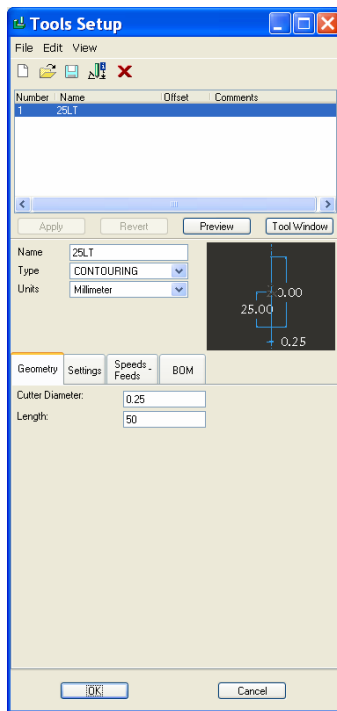 Tools Setup
File Edit View
Number Name Offset Comments
1 25LT
Apply Revert Preview Tool Window
Name 25LT
Type CONTOURING
Units Millimeter
25.00
0.25
Geometry Settings Speeds Feeds BOM
Cutter Diameter: 0.25
Length: 50
OK Cancel